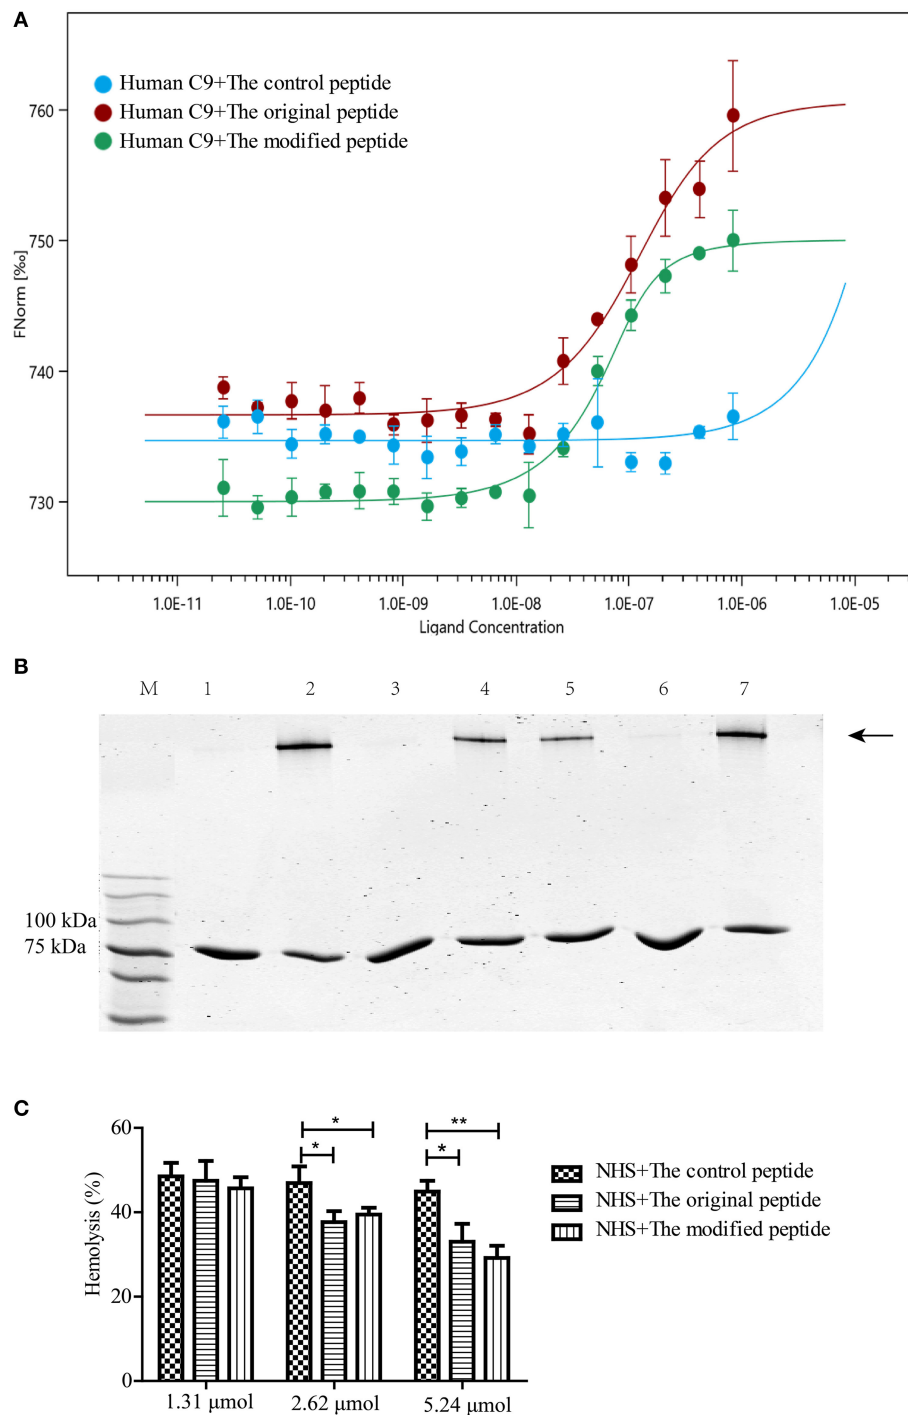 A
Human C9+The control peptide
Human C9+The original peptide
Human C9+The modified peptide
760
750
740
730
FNorm [‰]
1.0E-11 1.0E-10 1.0E-09 1.0E-08 1.0E-07 1.0E-06 1.0E-05
Ligand Concentration
B
M 1 2 3 4 5 6 7
100 kDa
75 kDa
C
60
40
20
0
Hemolysis (%)
* * * **
NHS+The control peptide
NHS+The original peptide
NHS+The modified peptide
1.31 µmol 2.62 µmol 5.24 µmol